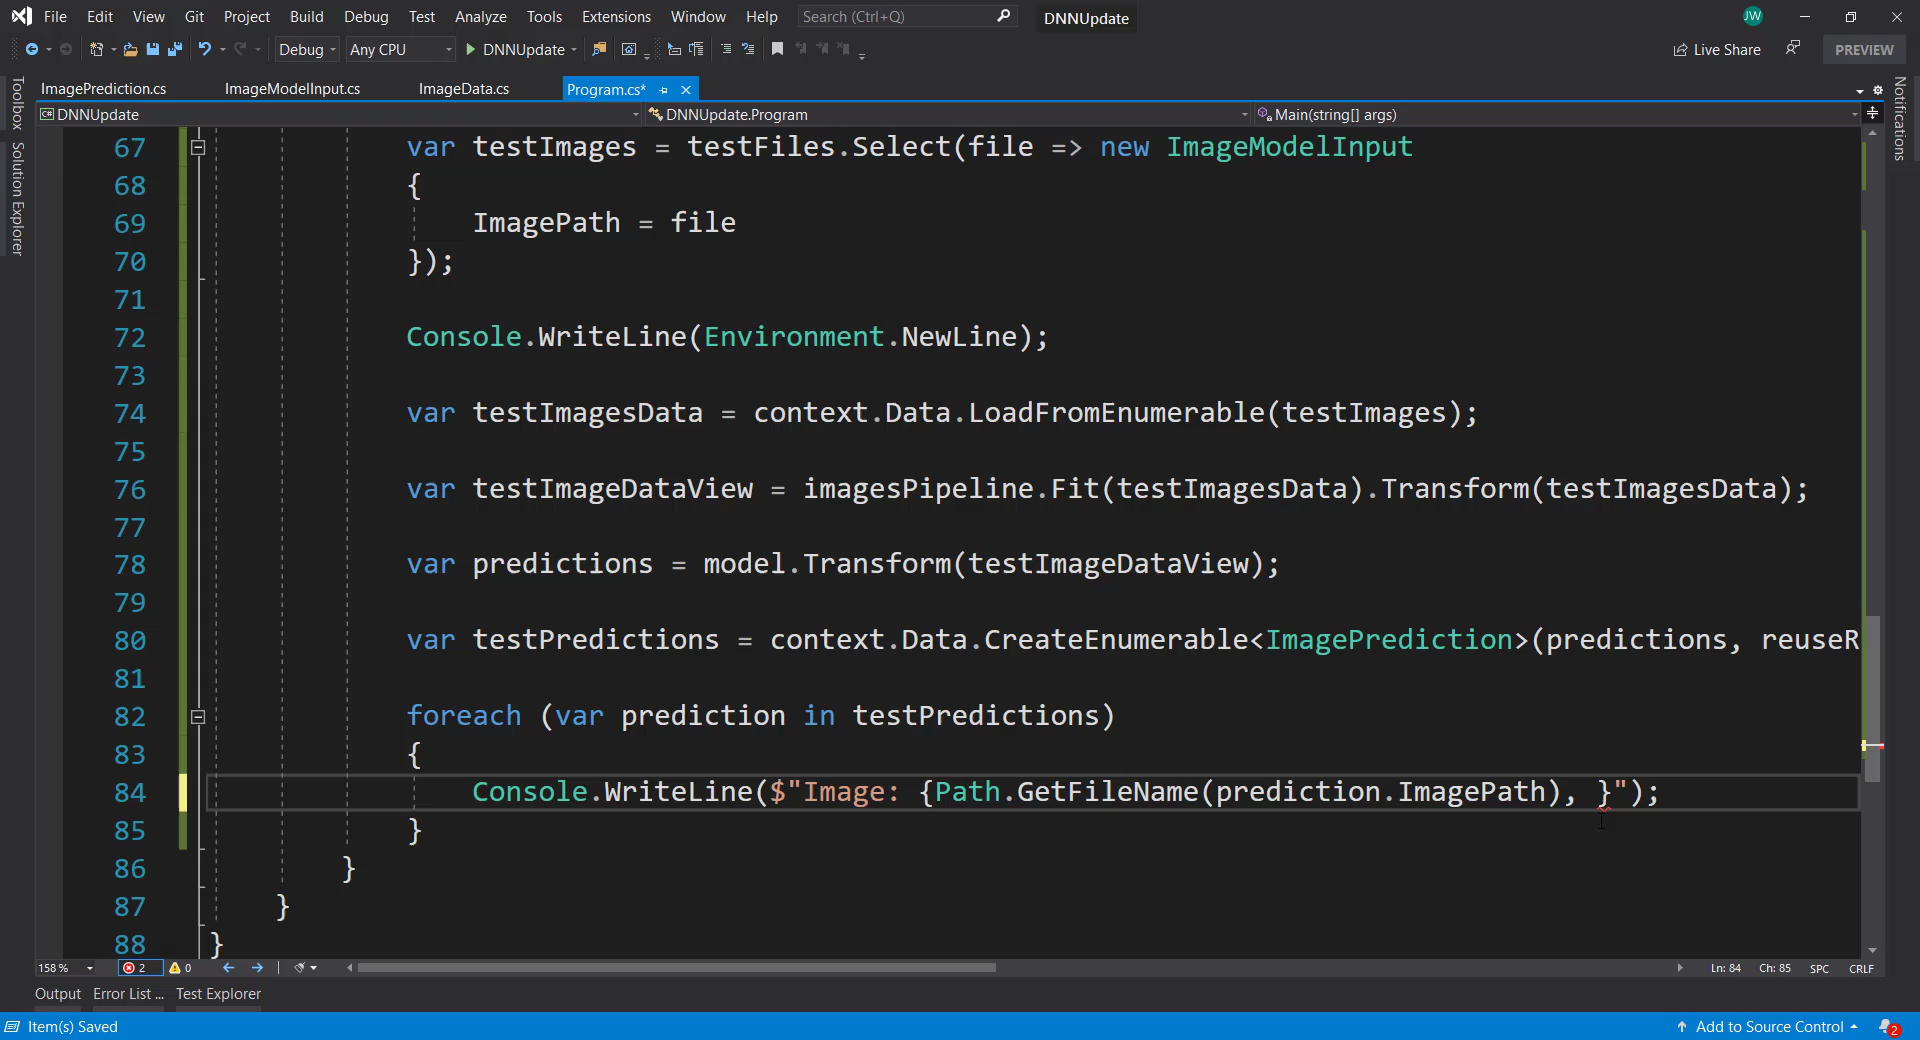 File Edit View Git Project Build Debug Test Analyze Tools Extensions Window Help Search (Ctrl+Q) DNNUpdate JW
Debug Any CPU DNNUpdate Live Share PREVIEW
ImagePrediction.cs ImageModelInput.cs ImageData.cs Program.cs*
DNNUpdate DNNUpdate.Program Main(string[] args)
Toolbox
Solution Explorer
Notifications
67 var testImages = testFiles.Select(file => new ImageModelInput
68 {
69 ImagePath = file
70 });
71
72 Console.WriteLine(Environment.NewLine);
73
74 var testImagesData = context.Data.LoadFromEnumerable(testImages);
75
76 var testImageDataView = imagesPipeline.Fit(testImagesData).Transform(testImagesData);
77
78 var predictions = model.Transform(testImageDataView);
79
80 var testPredictions = context.Data.CreateEnumerable<ImagePrediction>(predictions, reuseR
81
82 foreach (var prediction in testPredictions)
83 {
84 Console.WriteLine($"Image: {Path.GetFileName(prediction.ImagePath), }");
85 }
86 }
87 }
88 }
158 % 2 0 Ln: 84 Ch: 85 SPC CRLF
Output Error List ... Test Explorer
Item(s) Saved Add to Source Control 2